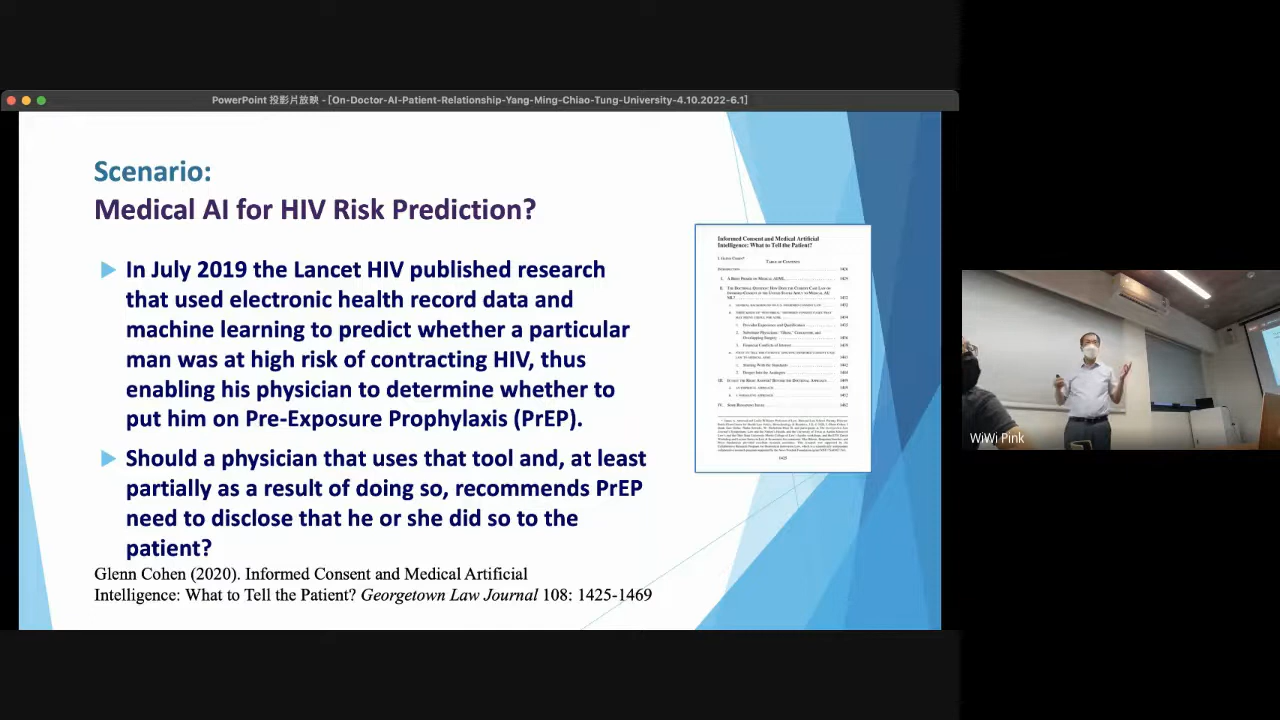 PowerPoint 投影片放映 - [On-Doctor-AI-Patient-Relationship-Yang-Ming-Chiao-Tung-University-4.10.2022-6.1]
Scenario:
Medical AI for HIV Risk Prediction?
In July 2019 the Lancet HIV published research
that used electronic health record data and
machine learning to predict whether a particular
man was at high risk of contracting HIV, thus
enabling his physician to determine whether to
put him on Pre-Exposure Prophylaxis (PrEP).
Should a physician that uses that tool and, at least
partially as a result of doing so, recommends PrEP
need to disclose that he or she did so to the
patient?
Glenn Cohen (2020). Informed Consent and Medical Artificial
Intelligence: What to Tell the Patient? Georgetown Law Journal 108: 1425-1469
Informed Consent and Medical Artificial
Intelligence: What to Tell the Patient?
TABLE OF CONTENTS
1425
WiWi Pink